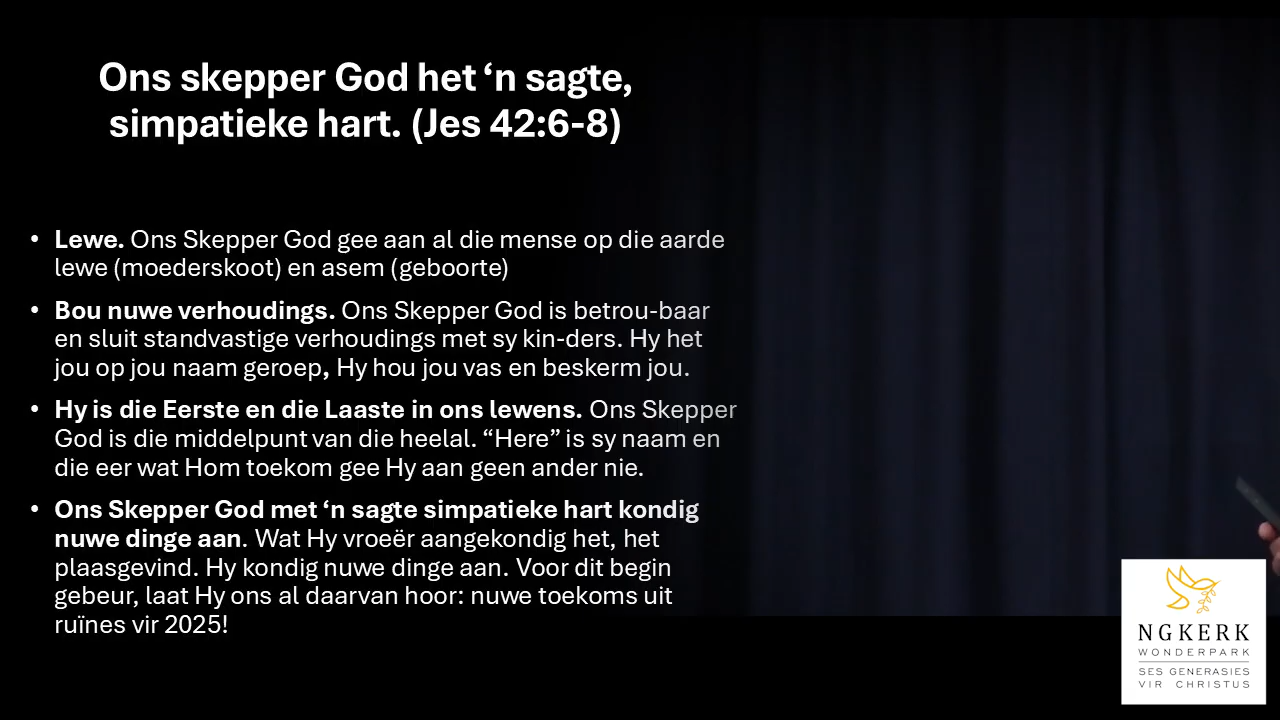 Ons skepper God het ‘n sagte,
simpatieke hart. (Jes 42:6-8)
• Lewe. Ons Skepper God gee aan al die mense op die aarde
lewe (moederskoot) en asem (geboorte)
• Bou nuwe verhoudings. Ons Skepper God is betrou-baar
en sluit standvastige verhoudings met sy kin-ders. Hy het
jou op jou naam geroep, Hy hou jou vas en beskerm jou.
• Hy is die Eerste en die Laaste in ons lewens. Ons Skepper
God is die middelpunt van die heelal. “Here” is sy naam en
die eer wat Hom toekom gee Hy aan geen ander nie.
• Ons Skepper God met ‘n sagte simpatieke hart kondig
nuwe dinge aan. Wat Hy vroeër aangekondig het, het
plaasgevind. Hy kondig nuwe dinge aan. Voor dit begin
gebeur, laat Hy ons al daarvan hoor: nuwe toekoms uit
ruïnes vir 2025!
NGKERK
WONDERPARK
SES GENERASIES
VIR CHRISTUS